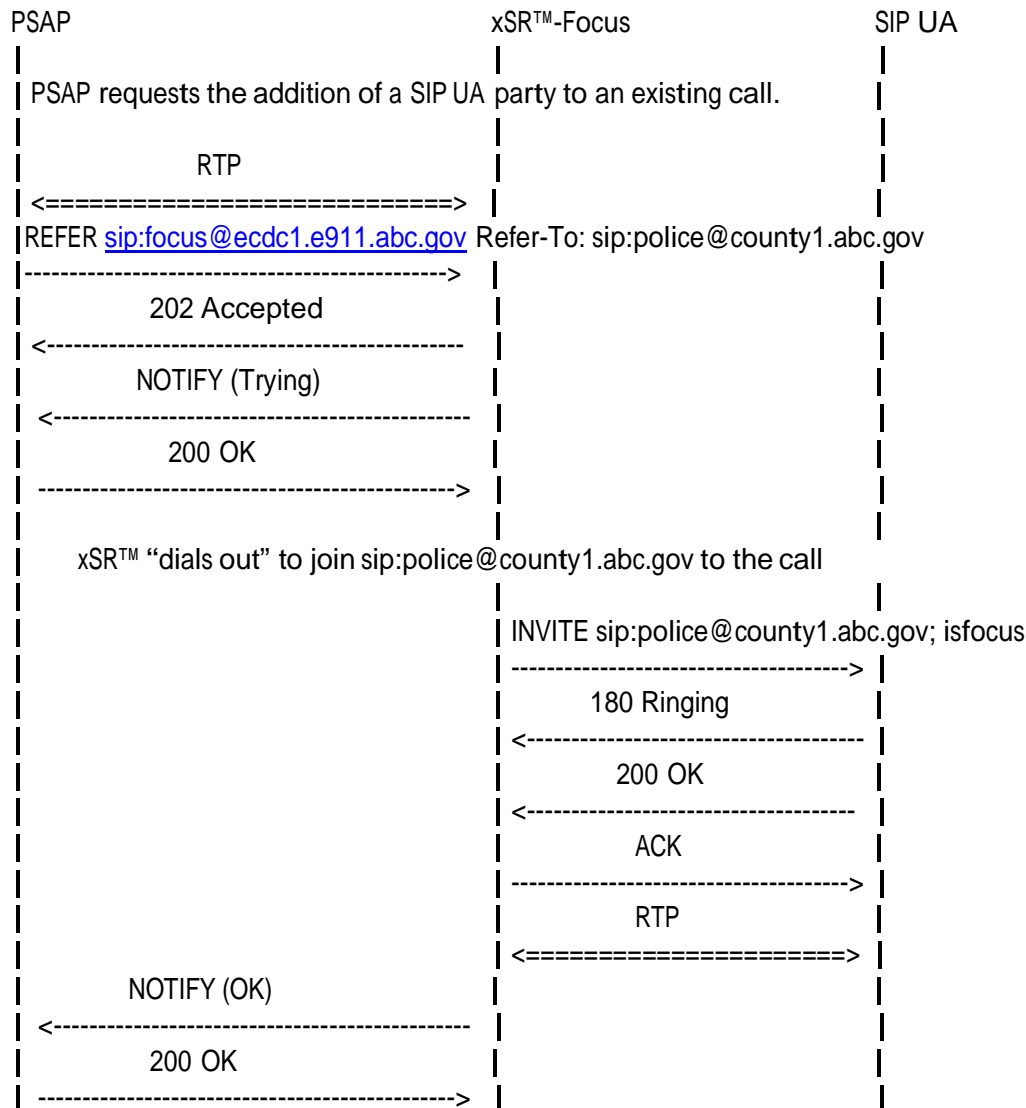 PSAP xSR™-Focus SIP UA
PSAP requests the addition of a SIP UA party to an existing call.
RTP
<============================>
REFER sip:focus@ecdc1.e911.abc.gov Refer-To: sip:police@county1.abc.gov
----------------------------------------------->
202 Accepted
<-----------------------------------------------
NOTIFY (Trying)
<-----------------------------------------------
200 OK
----------------------------------------------->
xSR™ “dials out” to join sip:police@county1.abc.gov to the call
INVITE sip:police@county1.abc.gov; isfocus
-------------------------------------->
180 Ringing
<--------------------------------------
200 OK
<-------------------------------------
ACK
-------------------------------------->
RTP
<======================>
NOTIFY (OK)
<-----------------------------------------------
200 OK
----------------------------------------------->